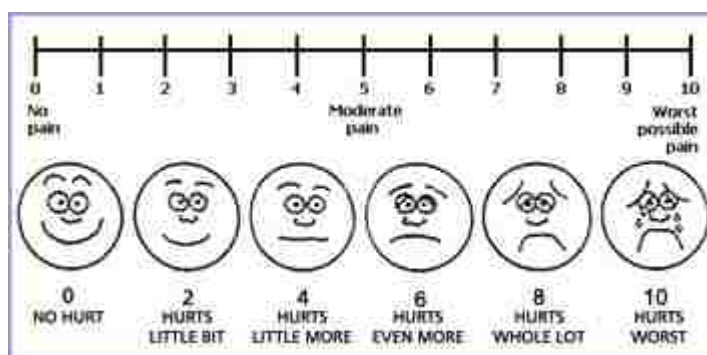 0 1 2 3 4 5 6 7 8 9 10
No pain
Moderate pain
Worst possible pain
0 2 4 6 8 10
NO HURT
HURTS LITTLE BIT
HURTS LITTLE MORE
HURTS EVEN MORE
HURTS WHOLE LOT
HURTS WORST